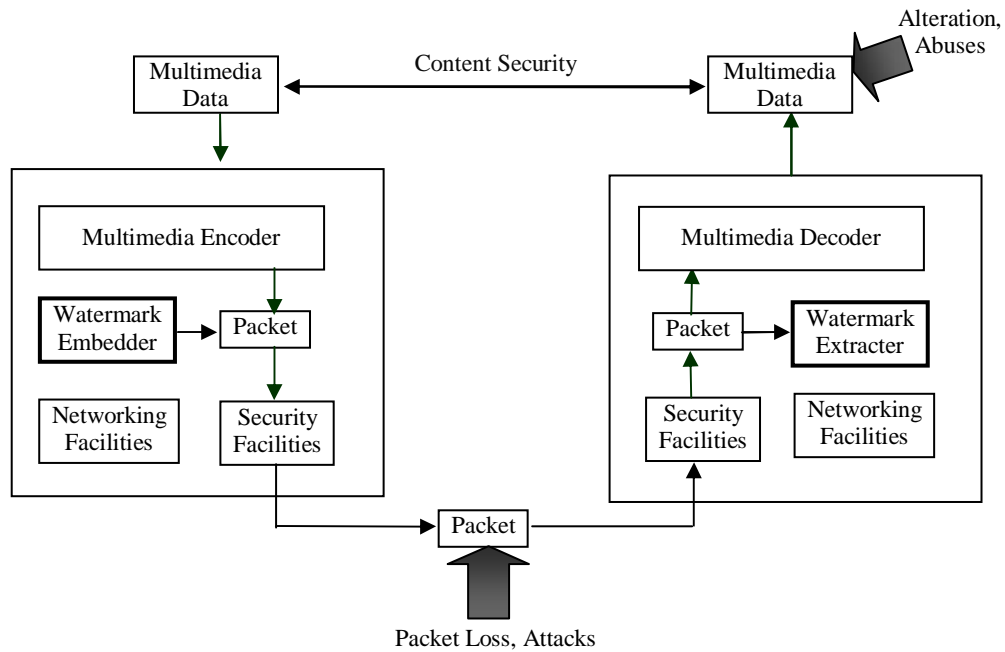 Alteration,
Abuses
Multimedia
Data
Content Security
Multimedia
Data
Multimedia Encoder
Watermark
Embedder
Packet
Networking
Facilities
Security
Facilities
Multimedia Decoder
Packet
Watermark
Extracter
Security
Facilities
Networking
Facilities
Packet
Packet Loss, Attacks